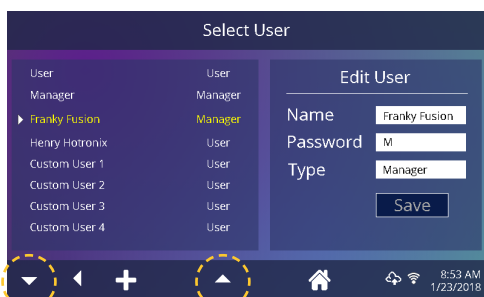 Select User
User User
Manager Manager
Franky Fusion Manager
Henry Hotronix User
Custom User 1 User
Custom User 2 User
Custom User 3 User
Custom User 4 User
Edit User
Name Franky Fusion
Password M
Type Manager
Save
8:53 AM
1/23/2018